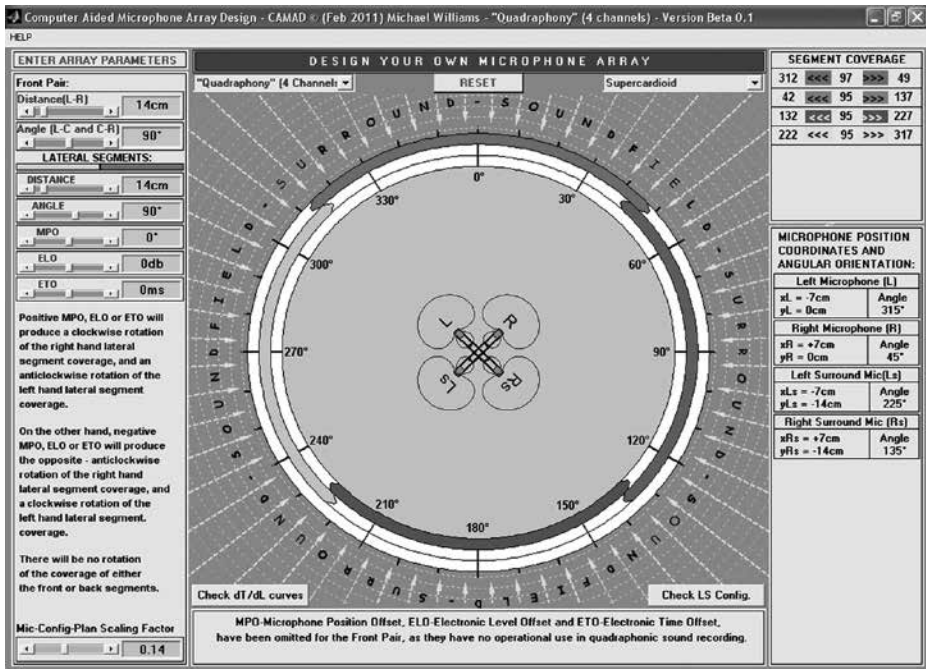 Computer Aided Microphone Array Design - CAMAD © (Feb 2011) Michael Williams - "Quadraphony" (4 channels) - Version Beta 0.1
HELP
ENTER ARRAY PARAMETERS
Front Pair:
Distance(L-R)
14cm
Angle (L-C and C-R)
90°
LATERAL SEGMENTS:
DISTANCE
14cm
ANGLE
90°
MPO
0°
ELO
0db
ETO
0ms
Positive MPO, ELO or ETO will
produce a clockwise rotation
of the right hand lateral
segment coverage, and an
anticlockwise rotation of the
left hand lateral segment
coverage.
On the other hand, negative
MPO, ELO or ETO will produce
the opposite - anticlockwise
rotation of the right hand
lateral segment coverage, and
a clockwise rotation of the
left hand lateral segment.
coverage.
There will be no rotation
of the coverage of either
the front or back segments.
Mic-Config-Plan Scaling Factor
0.14
DESIGN YOUR OWN MICROPHONE ARRAY
"Quadraphony" (4 Channels
RESET
Supercardioid
SURROUND-SOUNDFIELD-SURROUND-SOUNDFIELD-SURROUND-SOUNDFIELD-
0°
30°
60°
90°
120°
150°
180°
210°
240°
270°
300°
330°
L
R
Ls
Rs
Check dT/dL curves
Check LS Config.
MPO-Microphone Position Offset, ELO-Electronic Level Offset and ETO-Electronic Time Offset,
have been omitted for the Front Pair, as they have no operational use in quadraphonic sound recording.
SEGMENT COVERAGE
312 <<< 97 >>> 49
42 <<< 95 >>> 137
132 <<< 95 >>> 227
222 <<< 95 >>> 317
MICROPHONE POSITION
COORDINATES AND
ANGULAR ORIENTATION:
Left Microphone (L)
xL = -7cm Angle
yL = 0cm 315°
Right Microphone (R)
xR = +7cm Angle
yR = 0cm 45°
Left Surround Mic(Ls)
xLs = -7cm Angle
yLs = -14cm 225°
Right Surround Mic (Rs)
xRs = +7cm Angle
yRs = -14cm 135°